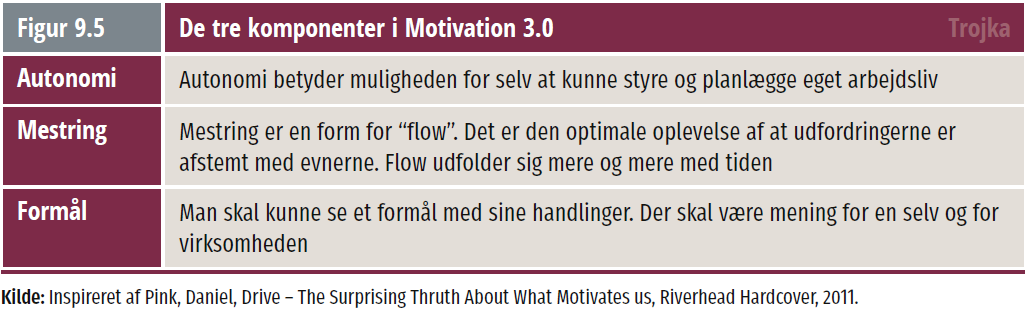 Figur 9.5 De tre komponenter i Motivation 3.0 Trojka
Autonomi Autonomi betyder muligheden for selv at kunne styre og planlægge eget arbejdsliv
Mestring Mestring er en form for “flow”. Det er den optimale oplevelse af at udfordringerne er
afstemt med evnerne. Flow udfolder sig mere og mere med tiden
Formål Man skal kunne se et formål med sine handlinger. Der skal være mening for en selv og for
virksomheden
Kilde: Inspireret af Pink, Daniel, Drive – The Surprising Thruth About What Motivates us, Riverhead Hardcover, 2011.